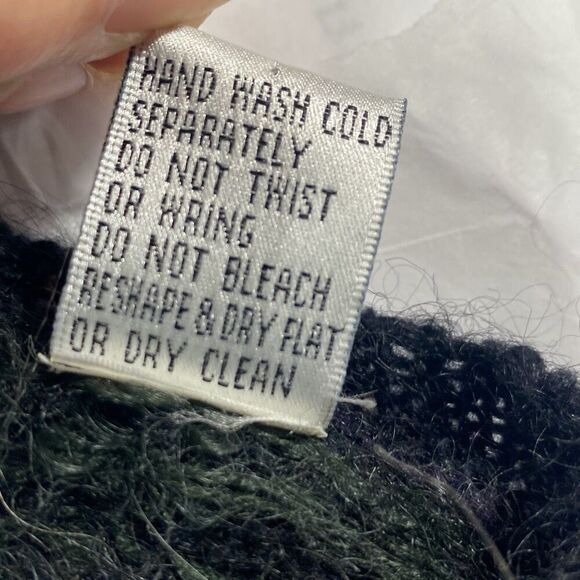 HAND WASH COLD
SEPARATELY
DO NOT TWIST
OR WRING
DO NOT BLEACH
RESHAPE & DRY FLAT
OR DRY CLEAN